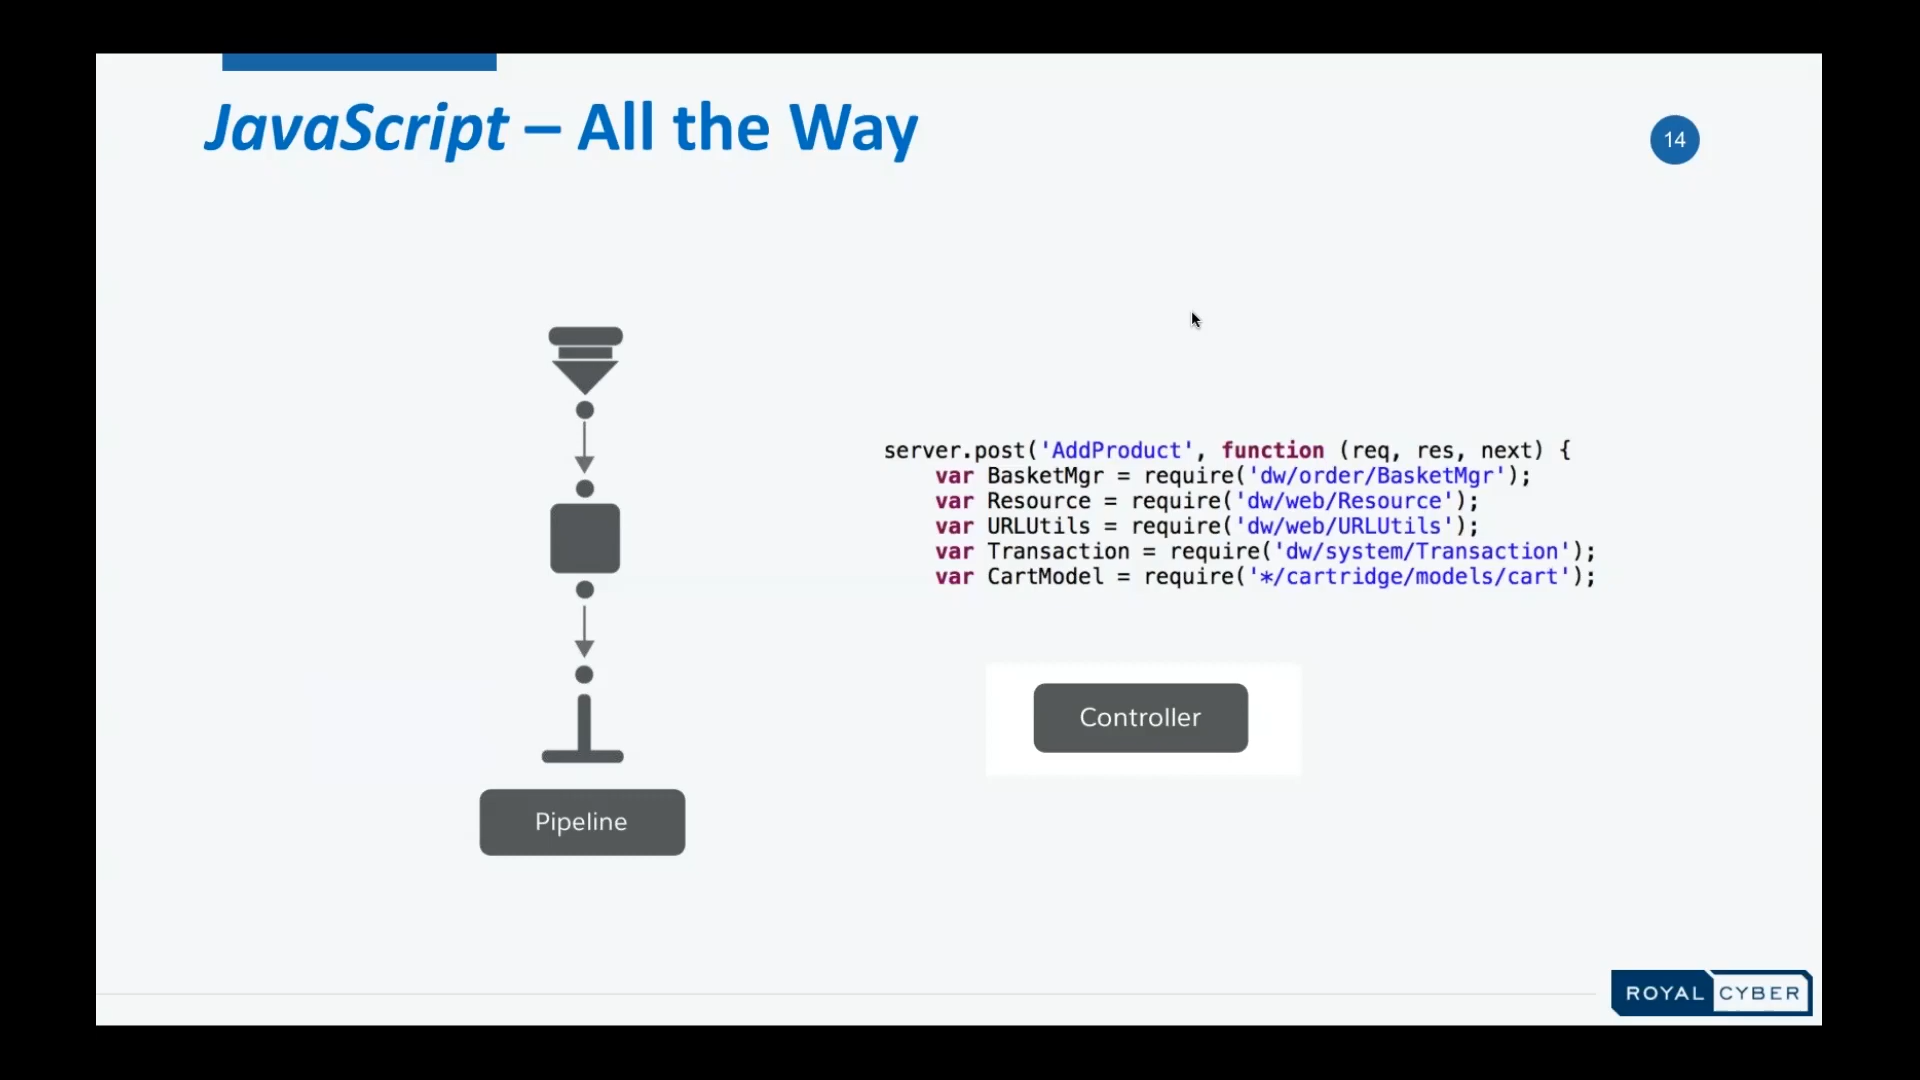 JavaScript – All the Way
14
server.post('AddProduct', function (req, res, next) {
    var BasketMgr = require('dw/order/BasketMgr');
    var Resource = require('dw/web/Resource');
    var URLUtils = require('dw/web/URLUtils');
    var Transaction = require('dw/system/Transaction');
    var CartModel = require('*/cartridge/models/cart');
Controller
Pipeline
ROYAL CYBER